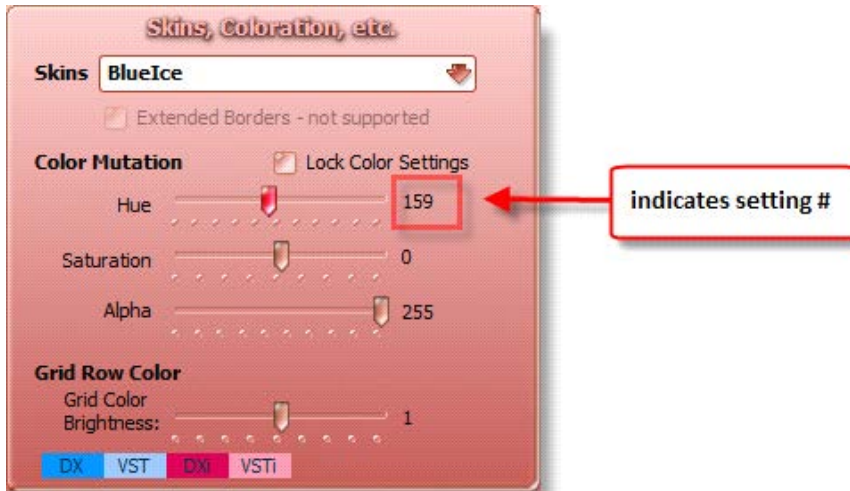 Skins, Coloration, etc.
Skins BlueIce
Extended Borders - not supported
Color Mutation Lock Color Settings
Hue 159
indicates setting #
Saturation 0
Alpha 255
Grid Row Color
Grid Color
Brightness: 1
DX VST DXi VSTi